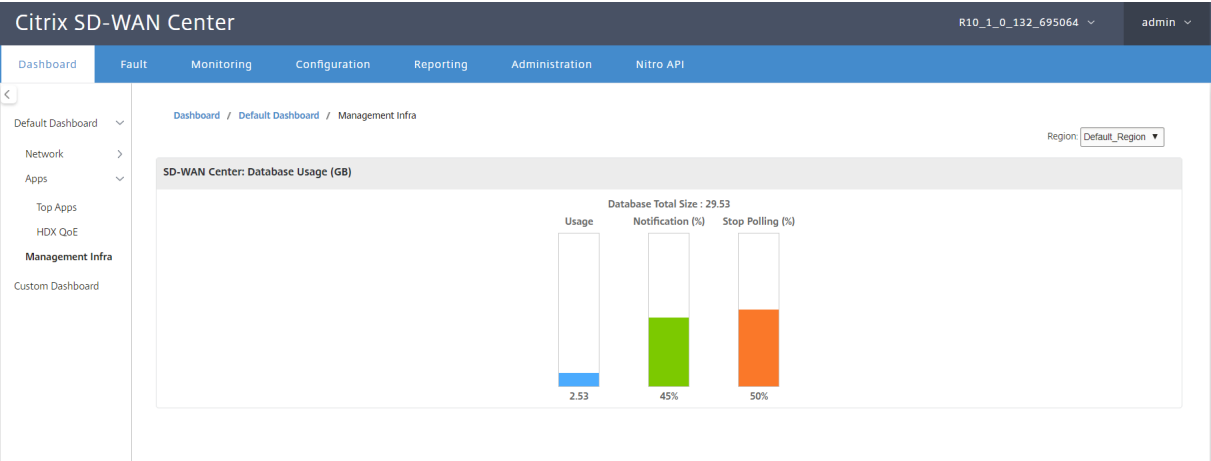 Citrix SD-WAN Center
R10_1_0_132_695064
admin
Dashboard Fault Monitoring Configuration Reporting Administration Nitro API
Dashboard / Default Dashboard / Management Infra
Region: Default_Region
Default Dashboard
Network
Apps
Top Apps
HDX QoE
Management Infra
Custom Dashboard
SD-WAN Center: Database Usage (GB)
Database Total Size : 29.53
Usage Notification (%) Stop Polling (%)
2.53 45% 50%